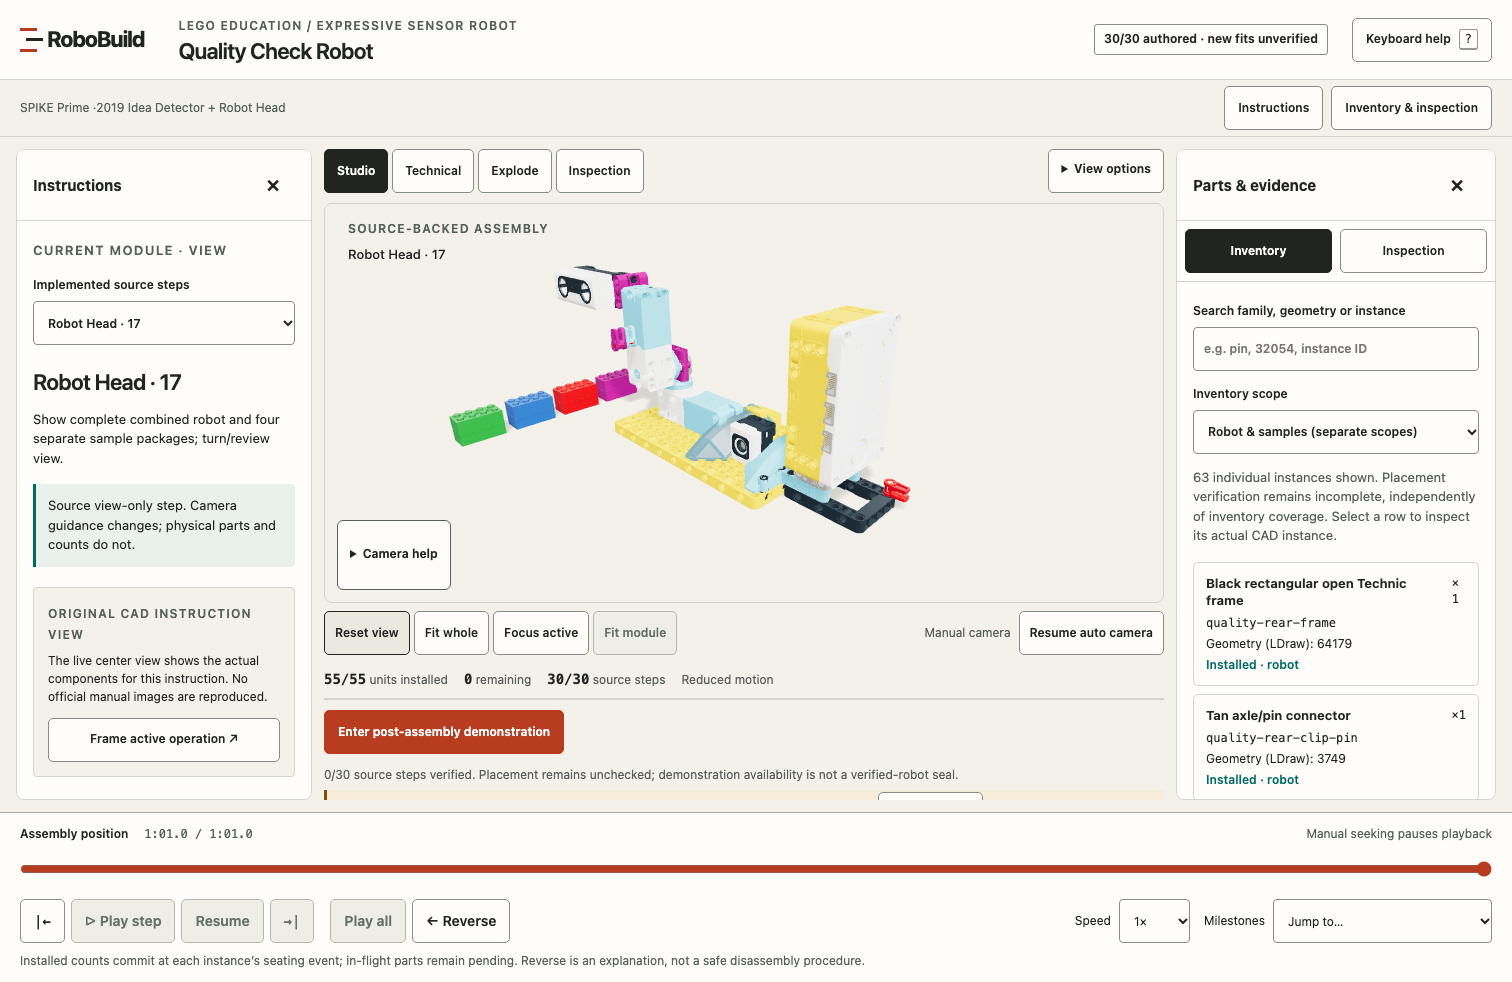 RoboBuild
LEGO EDUCATION / EXPRESSIVE SENSOR ROBOT
Quality Check Robot
30/30 authored · new fits unverified
Keyboard help ?
SPIKE Prime ·2019 Idea Detector + Robot Head
Instructions
Inventory & inspection
Instructions ✕
CURRENT MODULE · VIEW
Implemented source steps
Robot Head · 17
Robot Head · 17
Show complete combined robot and four
separate sample packages; turn/review
view.
Source view-only step. Camera
guidance changes; physical parts and
counts do not.
ORIGINAL CAD INSTRUCTION
VIEW
The live center view shows the actual
components for this instruction. No
official manual images are reproduced.
Frame active operation ↗
Studio
Technical
Explode
Inspection
▶ View options
SOURCE-BACKED ASSEMBLY
Robot Head · 17
▶ Camera help
Reset view
Fit whole
Focus active
Fit module
Manual camera
Resume auto camera
55/55 units installed 0 remaining 30/30 source steps Reduced motion
Enter post-assembly demonstration
0/30 source steps verified. Placement remains unchecked; demonstration availability is not a verified-robot seal.
Parts & evidence ✕
Inventory
Inspection
Search family, geometry or instance
e.g. pin, 32054, instance ID
Inventory scope
Robot & samples (separate scopes)
63 individual instances shown. Placement
verification remains incomplete, independently
of inventory coverage. Select a row to inspect
its actual CAD instance.
Black rectangular open Technic ×
frame 1
quality-rear-frame
Geometry (LDraw): 64179
Installed · robot
Tan axle/pin connector ×1
quality-rear-clip-pin
Geometry (LDraw): 3749
Installed · robot
Assembly position 1:01.0 / 1:01.0
Manual seeking pauses playback
|←
▷ Play step
Resume
→|
Play all
← Reverse
Speed 1×
Milestones Jump to…
Installed counts commit at each instance's seating event; in-flight parts remain pending. Reverse is an explanation, not a safe disassembly procedure.